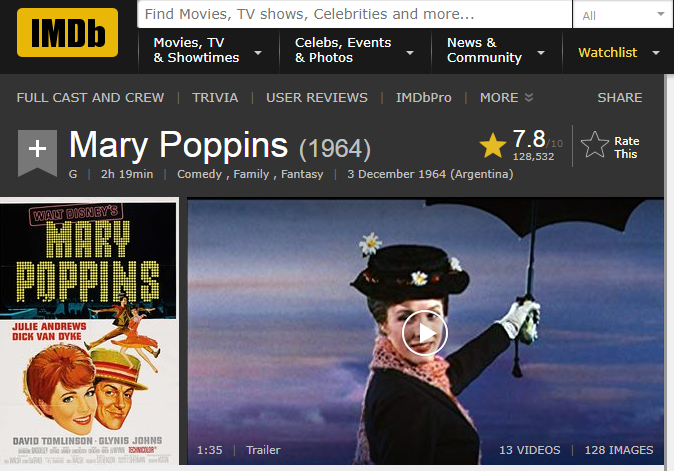 IMDb
Find Movies, TV shows, Celebrities and more...
All
Movies, TV
& Showtimes
Celebs, Events
& Photos
News &
Community
Watchlist
FULL CAST AND CREW | TRIVIA | USER REVIEWS | IMDbPro | MORE
SHARE
+ Mary Poppins (1964)
7.8/10
128,532
Rate
This
G | 2h 19min | Comedy , Family , Fantasy | 3 December 1964 (Argentina)
WALT DISNEY'S
MARY
POPPINS
JULIE ANDREWS
DICK VAN DYKE
DAVID TOMLINSON · GLYNIS JOHNS
TECHNICOLOR
1:35 | Trailer
13 VIDEOS | 128 IMAGES